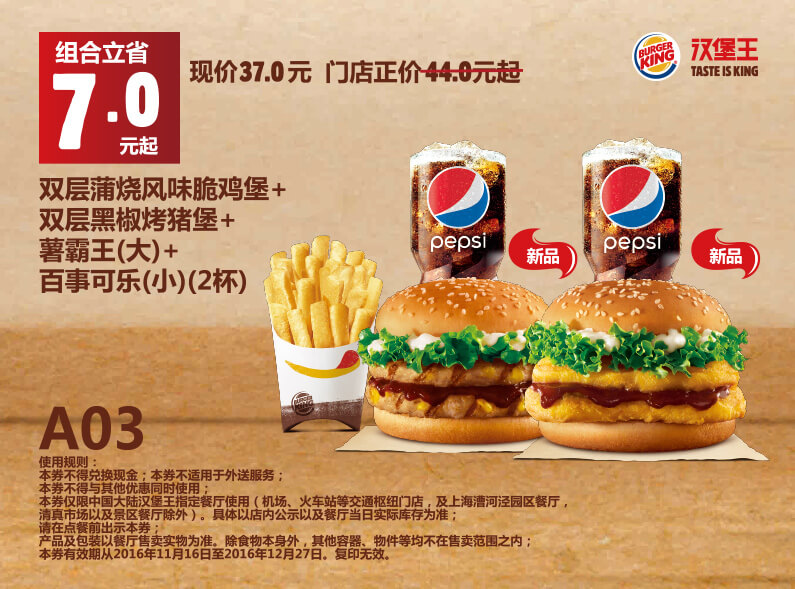 组合立省
7.0
元起
现价37.0元 门店正价44.0元起
BURGER
KING
汉堡王
TASTE IS KING
双层蒲烧风味脆鸡堡+
双层黑椒烤猪堡+
薯霸王(大)+
百事可乐(小)(2杯)
pepsi
新品
pepsi
新品
A03
使用规则：
本券不得兑换现金；本券不适用于外送服务；
本券不得与其他优惠同时使用；
本券仅限中国大陆汉堡王指定餐厅使用（机场、火车站等交通枢纽门店，及上海漕河泾园区餐厅，
清真市场以及景区餐厅除外）。具体以店内公示以及餐厅当日实际库存为准；
请在点餐前出示本券；
产品及包装以餐厅售卖实物为准。除食物本身外，其他容器、物件等均不在售卖范围之内；
本券有效期从2016年11月16日至2016年12月27日。复印无效。